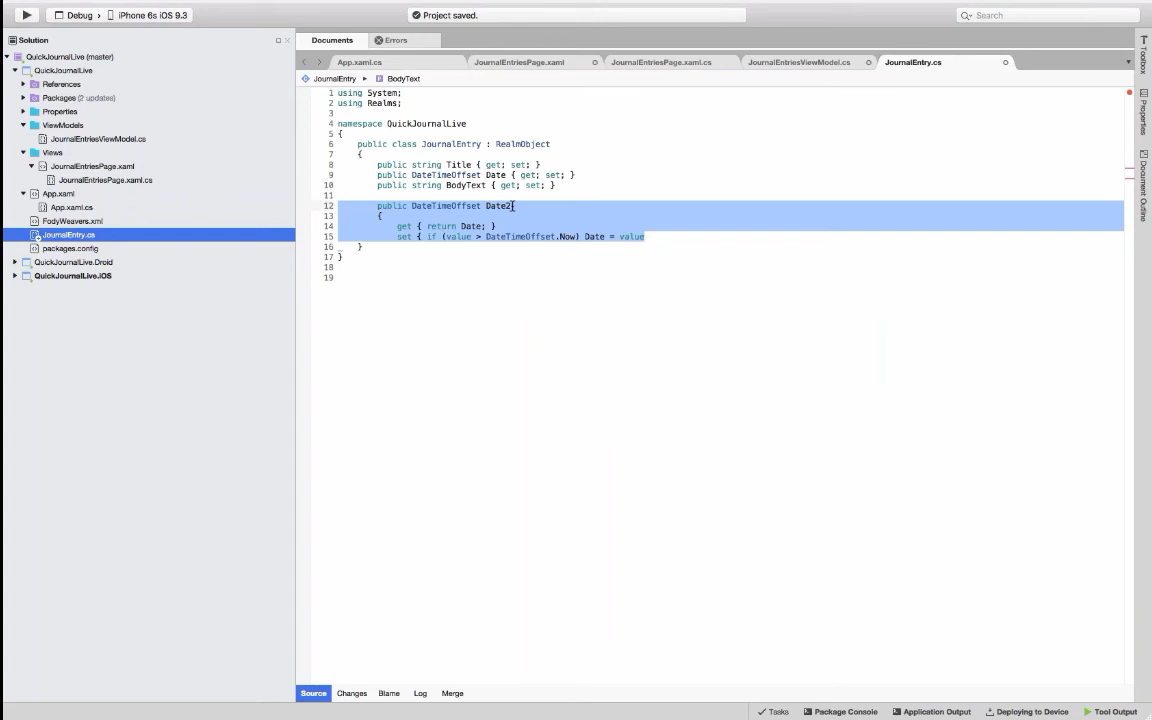 Debug › iPhone 6s iOS 9.3
Project saved.
Search
Solution
QuickJournalLive (master)
QuickJournalLive
References
Packages (2 updates)
Properties
ViewModels
JournalEntriesViewModel.cs
Views
JournalEntriesPage.xaml
JournalEntriesPage.xaml.cs
App.xaml
App.xaml.cs
FodyWeavers.xml
JournalEntry.cs
packages.config
QuickJournalLive.Droid
QuickJournalLive.iOS
Documents Errors
App.xaml.cs JournalEntriesPage.xaml JournalEntriesPage.xaml.cs JournalEntriesViewModel.cs JournalEntry.cs
JournalEntry ▸ BodyText
1 using System;
2 using Realms;
3
4 namespace QuickJournalLive
5 {
6 public class JournalEntry : RealmObject
7 {
8 public string Title { get; set; }
9 public DateTimeOffset Date { get; set; }
10 public string BodyText { get; set; }
11
12 public DateTimeOffset Date2
13 {
14 get { return Date; }
15 set { if (value > DateTimeOffset.Now) Date = value
16 }
17 }
18
19
Toolbox
Properties
Document Outline
Source Changes Blame Log Merge
Tasks Package Console Application Output Deploying to Device Tool Output